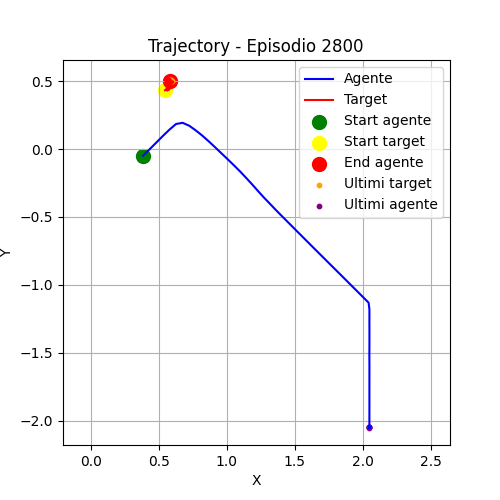 Trajectory - Episodio 2800
Agente
Target
Start agente
Start target
End agente
Ultimi target
Ultimi agente
0.5
0.0
−0.5
−1.0
−1.5
−2.0
Y
0.0 0.5 1.0 1.5 2.0 2.5
X